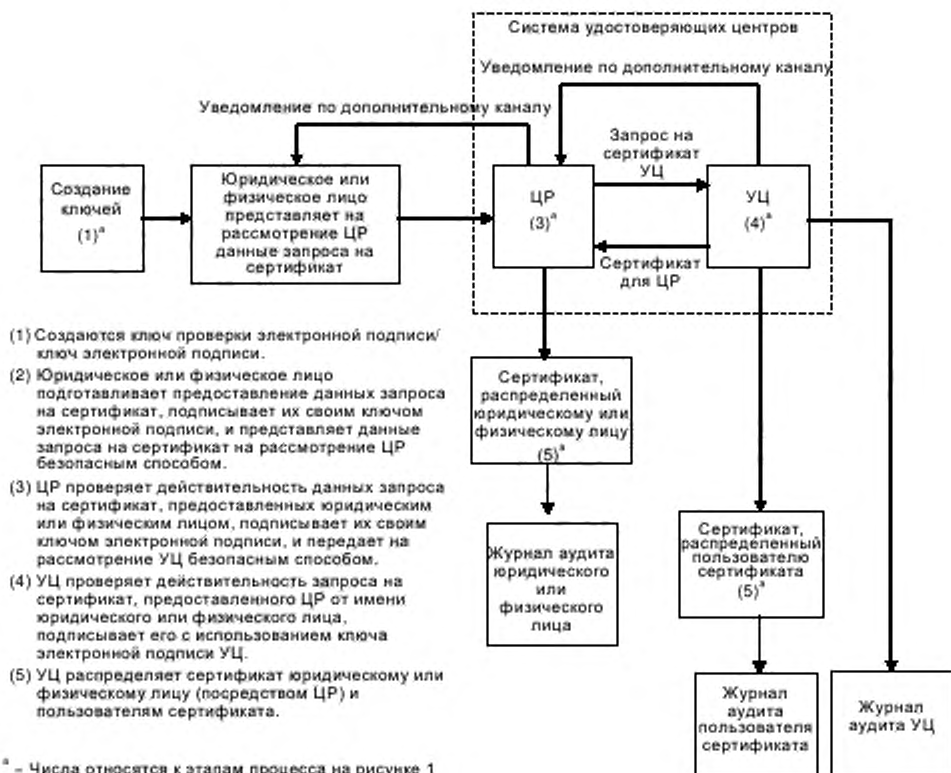 Система удостоверяющих центров
Уведомление по дополнительному каналу
Уведомление по дополнительному каналу
Запрос на
сертификат
УЦ
Создание
ключей
(1)ª
Юридическое или
физическое лицо
представляет на
рассмотрение ЦР
данные запроса на
сертификат
ЦР
(3)ª
УЦ
(4)ª
Сертификат
для ЦР
(1) Создаются ключ проверки электронной подписи/
ключ электронной подписи.
(2) Юридическое или физическое лицо
подготавливает предоставление данных запроса
на сертификат, подписывает их своим ключом
электронной подписи, и представляет данные
запроса на сертификат на рассмотрение ЦР
безопасным способом.
(3) ЦР проверяет действительность данных запроса
на сертификат, предоставленных юридическим
или физическим лицом, подписывает их своим
ключом электронной подписи, и передает на
рассмотрение УЦ безопасным способом.
(4) УЦ проверяет действительность запроса на
сертификат, предоставленного ЦР от имени
юридического или физического лица,
подписывает его с использованием ключа
электронной подписи УЦ.
(5) УЦ распределяет сертификат юридическому или
физическому лицу (посредством ЦР) и
пользователям сертификата.
Сертификат,
распределенный
юридическому или
физическому лицу
(5)ª
Журнал аудита
юридического
или
физического
лица
Сертификат,
распределенный
пользователю
сертификата
(5)ª
Журнал
аудита
пользователя
сертификата
Журнал
аудита УЦ
ª – Числа относятся к этапам процесса на рисунке 1